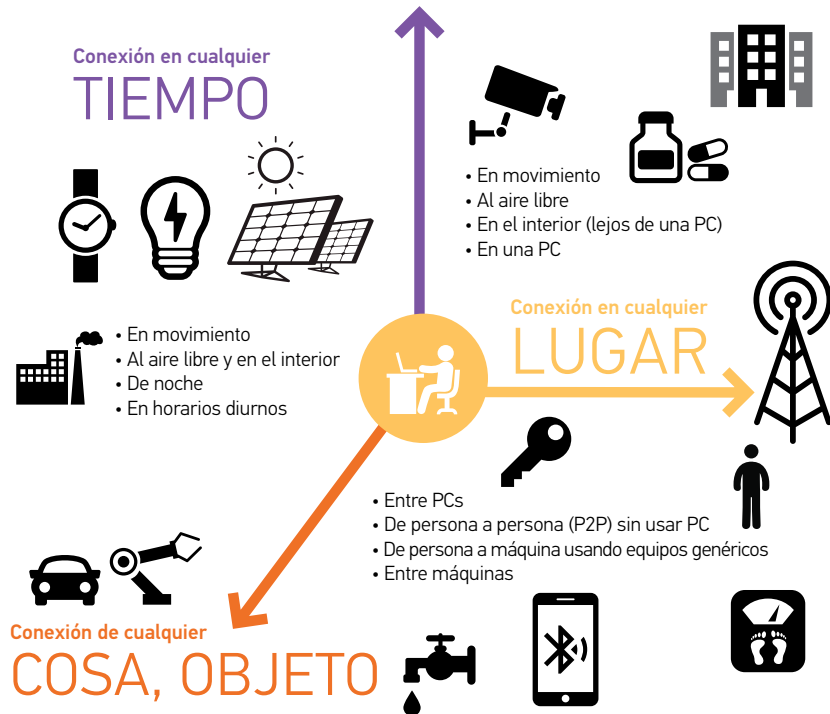 Conexión en cualquier
TIEMPO
• En movimiento
• Al aire libre y en el interior
• De noche
• En horarios diurnos
• En movimiento
• Al aire libre
• En el interior (lejos de una PC)
• En una PC
Conexión en cualquier
LUGAR
• Entre PCs
• De persona a persona (P2P) sin usar PC
• De persona a máquina usando equipos genéricos
• Entre máquinas
Conexión de cualquier
COSA, OBJETO